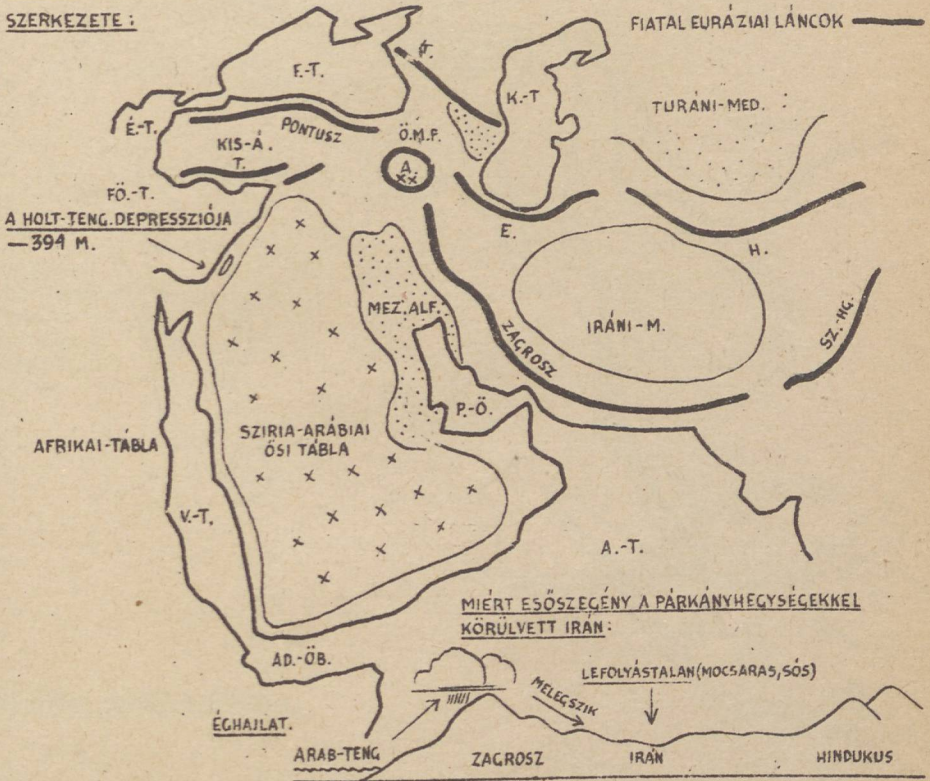 SZERKEZETE:
FIATAL EURÁZIAI LÁNCOK
F.-T.
K.-T
TURÁNI-MED.
É.-T.
PONTUSZ
KIS-Á.
Ö.M.F.
T.
A.
FÖ.-T.
A HOLT-TENG. DEPRESSZIÓJA
—394 M.
E.
H.
MEZ. ALF.
ZAGROSZ
IRÁNI-M.
SZ.-HG.
P.-Ö.
AFRIKAI-TÁBLA
SZIRIA-ARÁBIAI
ŐSI TÁBLA
V.-T.
A.-T.
MIÉRT ESŐSZEGÉNY A PÁRKÁNYHEGYSÉGEKKEL
KÖRÜLVETT IRÁN:
AD.-ÖB.
LEFOLYÁSTALAN (MOCSARAS, SÓS)
MELEGSZIK
ÉGHAJLAT.
ARAB-TENG
ZAGROSZ
IRÁN
HINDUKUS